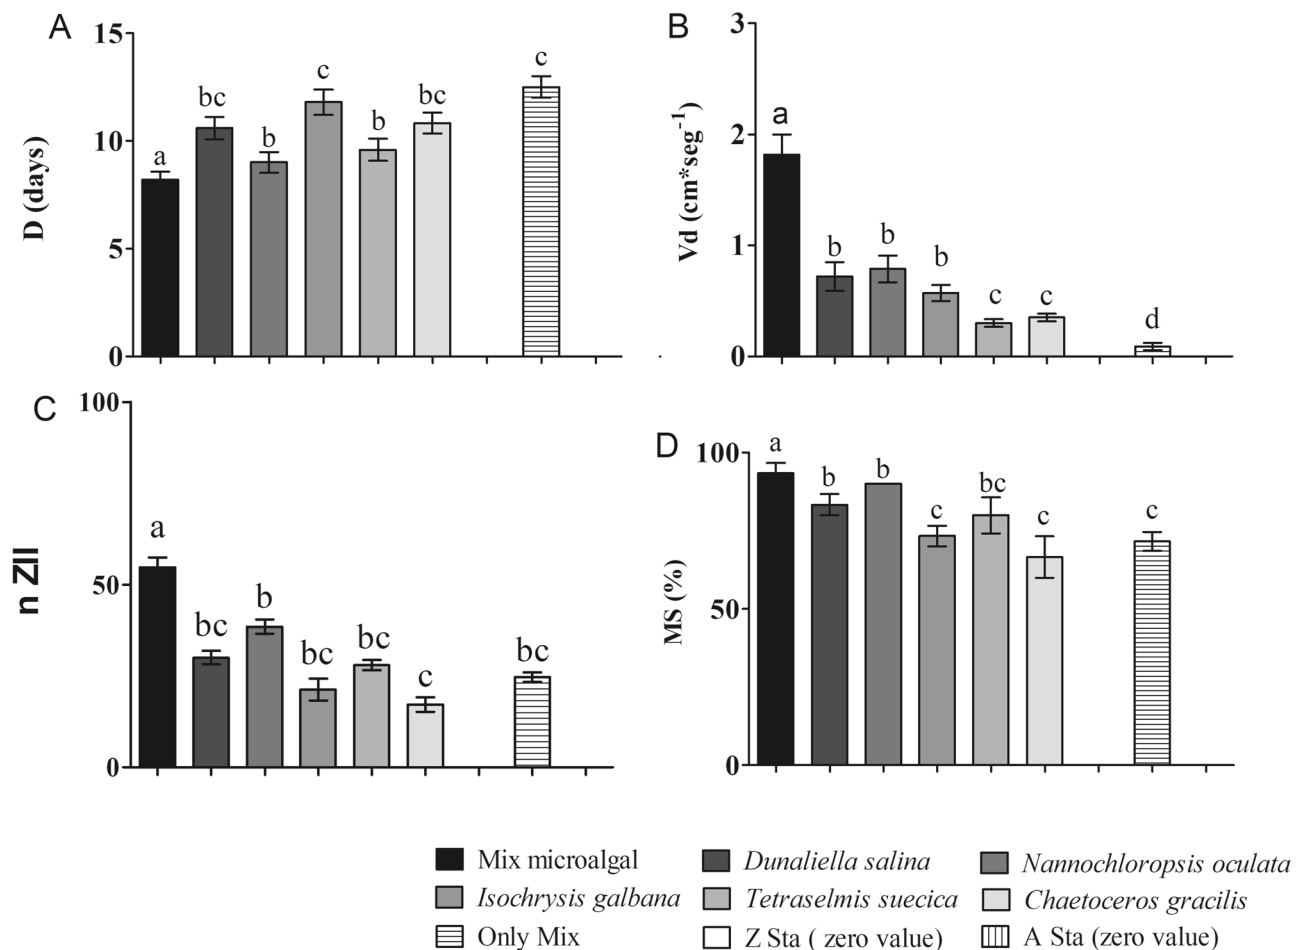 A
15
10
5
0
D (days)
a
bc
b
c
b
bc
c
B
3
2
1
0
Vd (cm*seg-1)
a
b
b
b
c
c
d
C
100
50
0
n ZII
a
bc
b
bc
bc
c
bc
D
100
50
0
MS (%)
a
b
b
c
bc
c
c
Mix microalgal Dunaliella salina Nannochloropsis oculata
Isochrysis galbana Tetraselmis suecica Chaetoceros gracilis
Only Mix Z Sta ( zero value) A Sta (zero value)